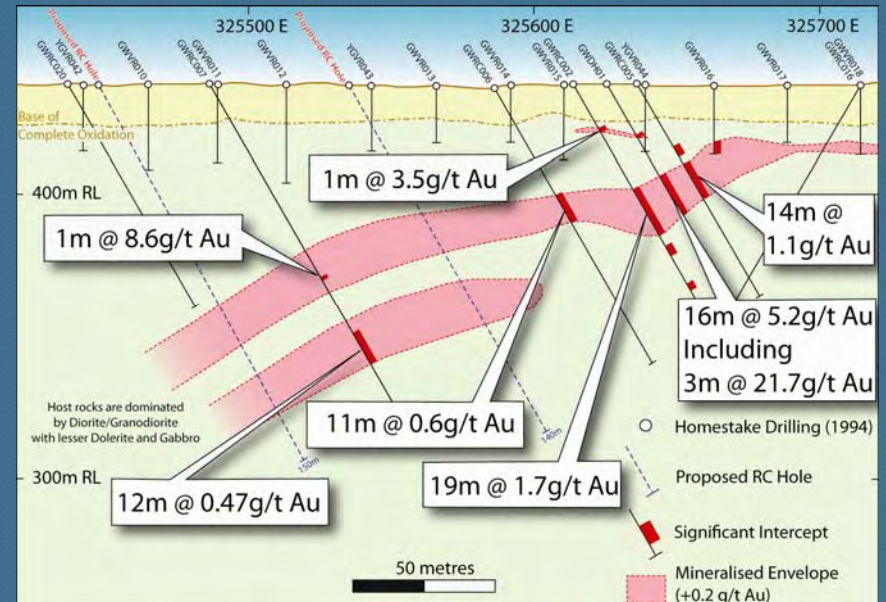 325500 E
325600 E
325700 E
Proposed RC Hole
GWRC020
YGVR042
GWVR010
GWRC007
GWVR011
GWVR012
Proposed RC Hole
YGVR043
GWVR013
GWRC006
GWVR014
GWVR015
GWRC002
GWDH01
GWRC005
YGVR044
GWVR016
GWVR017
GWRC016
GWVR018
Base of
Complete Oxidation
400m RL
1m @ 3.5g/t Au
14m @
1.1g/t Au
1m @ 8.6g/t Au
16m @ 5.2g/t Au
Including
3m @ 21.7g/t Au
Host rocks are dominated
by Diorite/Granodiorite
with lesser Dolerite and Gabbro
11m @ 0.6g/t Au
Homestake Drilling (1994)
140m
150m
300m RL
12m @ 0.47g/t Au
19m @ 1.7g/t Au
Proposed RC Hole
Significant Intercept
50 metres
Mineralised Envelope
(+0.2 g/t Au)